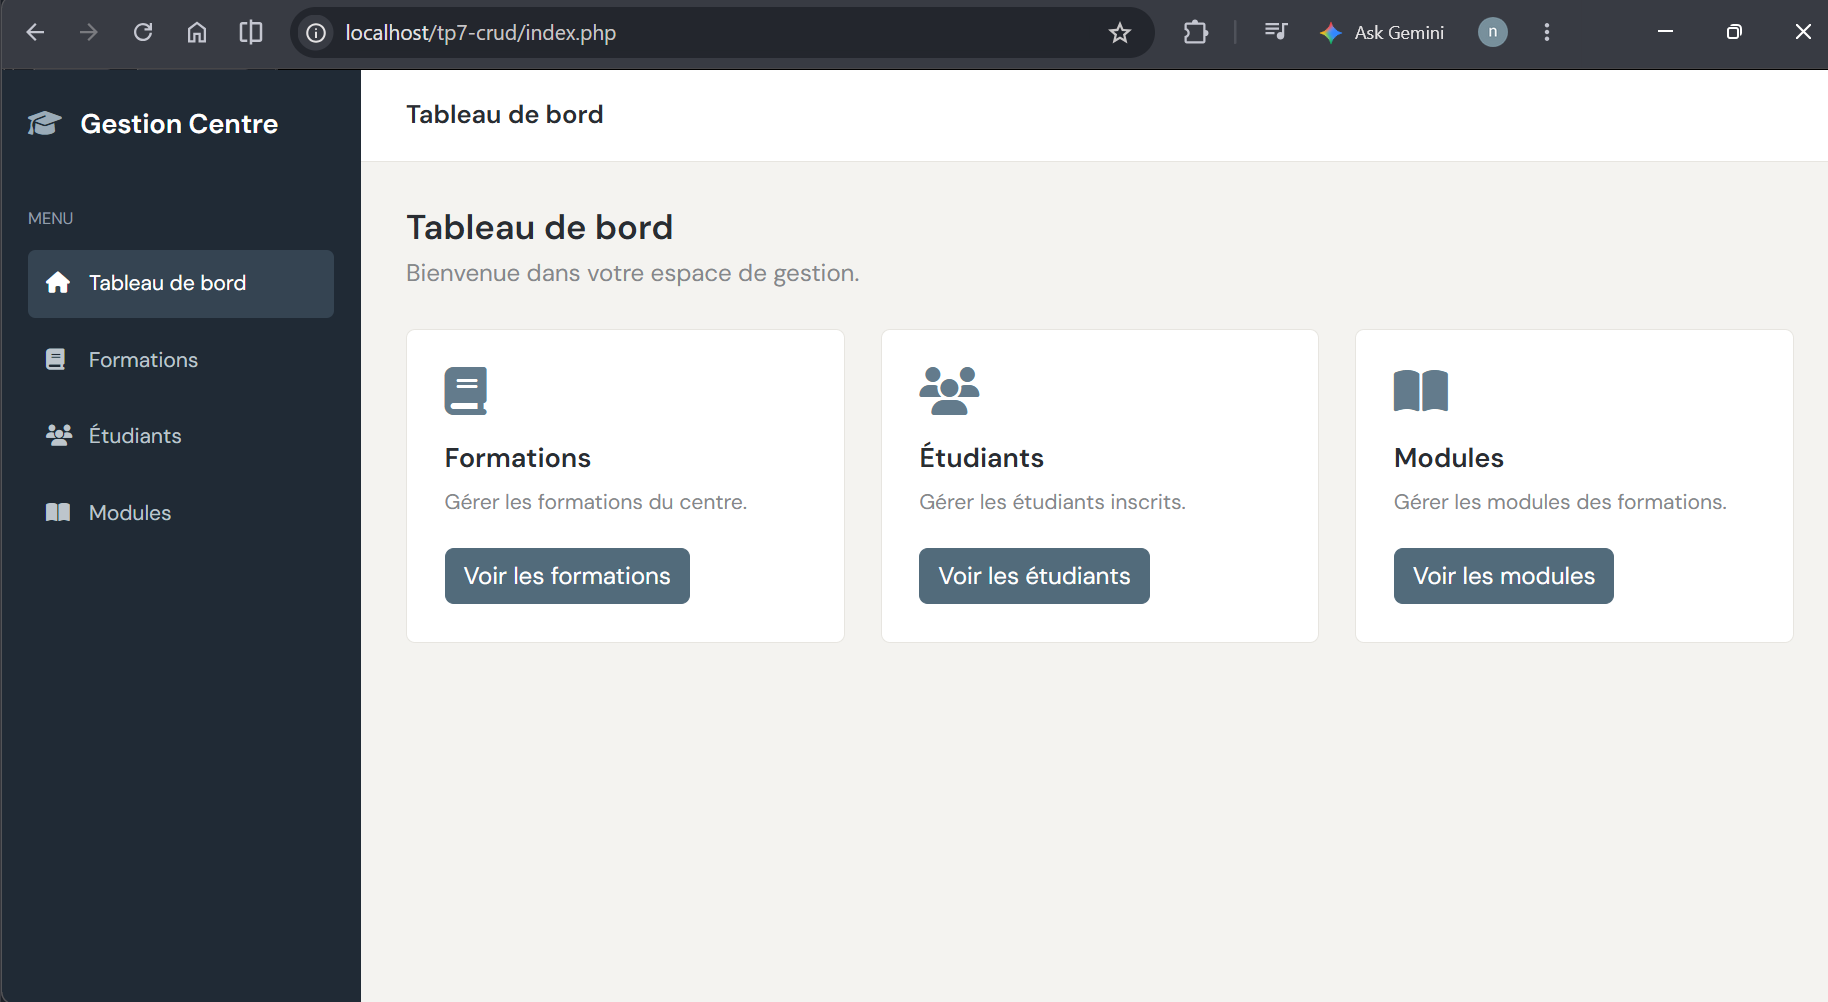 localhost/tp7-crud/index.php
Ask Gemini
n
Gestion Centre
MENU
Tableau de bord
Formations
Étudiants
Modules
Tableau de bord
Tableau de bord
Bienvenue dans votre espace de gestion.
Formations
Gérer les formations du centre.
Voir les formations
Étudiants
Gérer les étudiants inscrits.
Voir les étudiants
Modules
Gérer les modules des formations.
Voir les modules